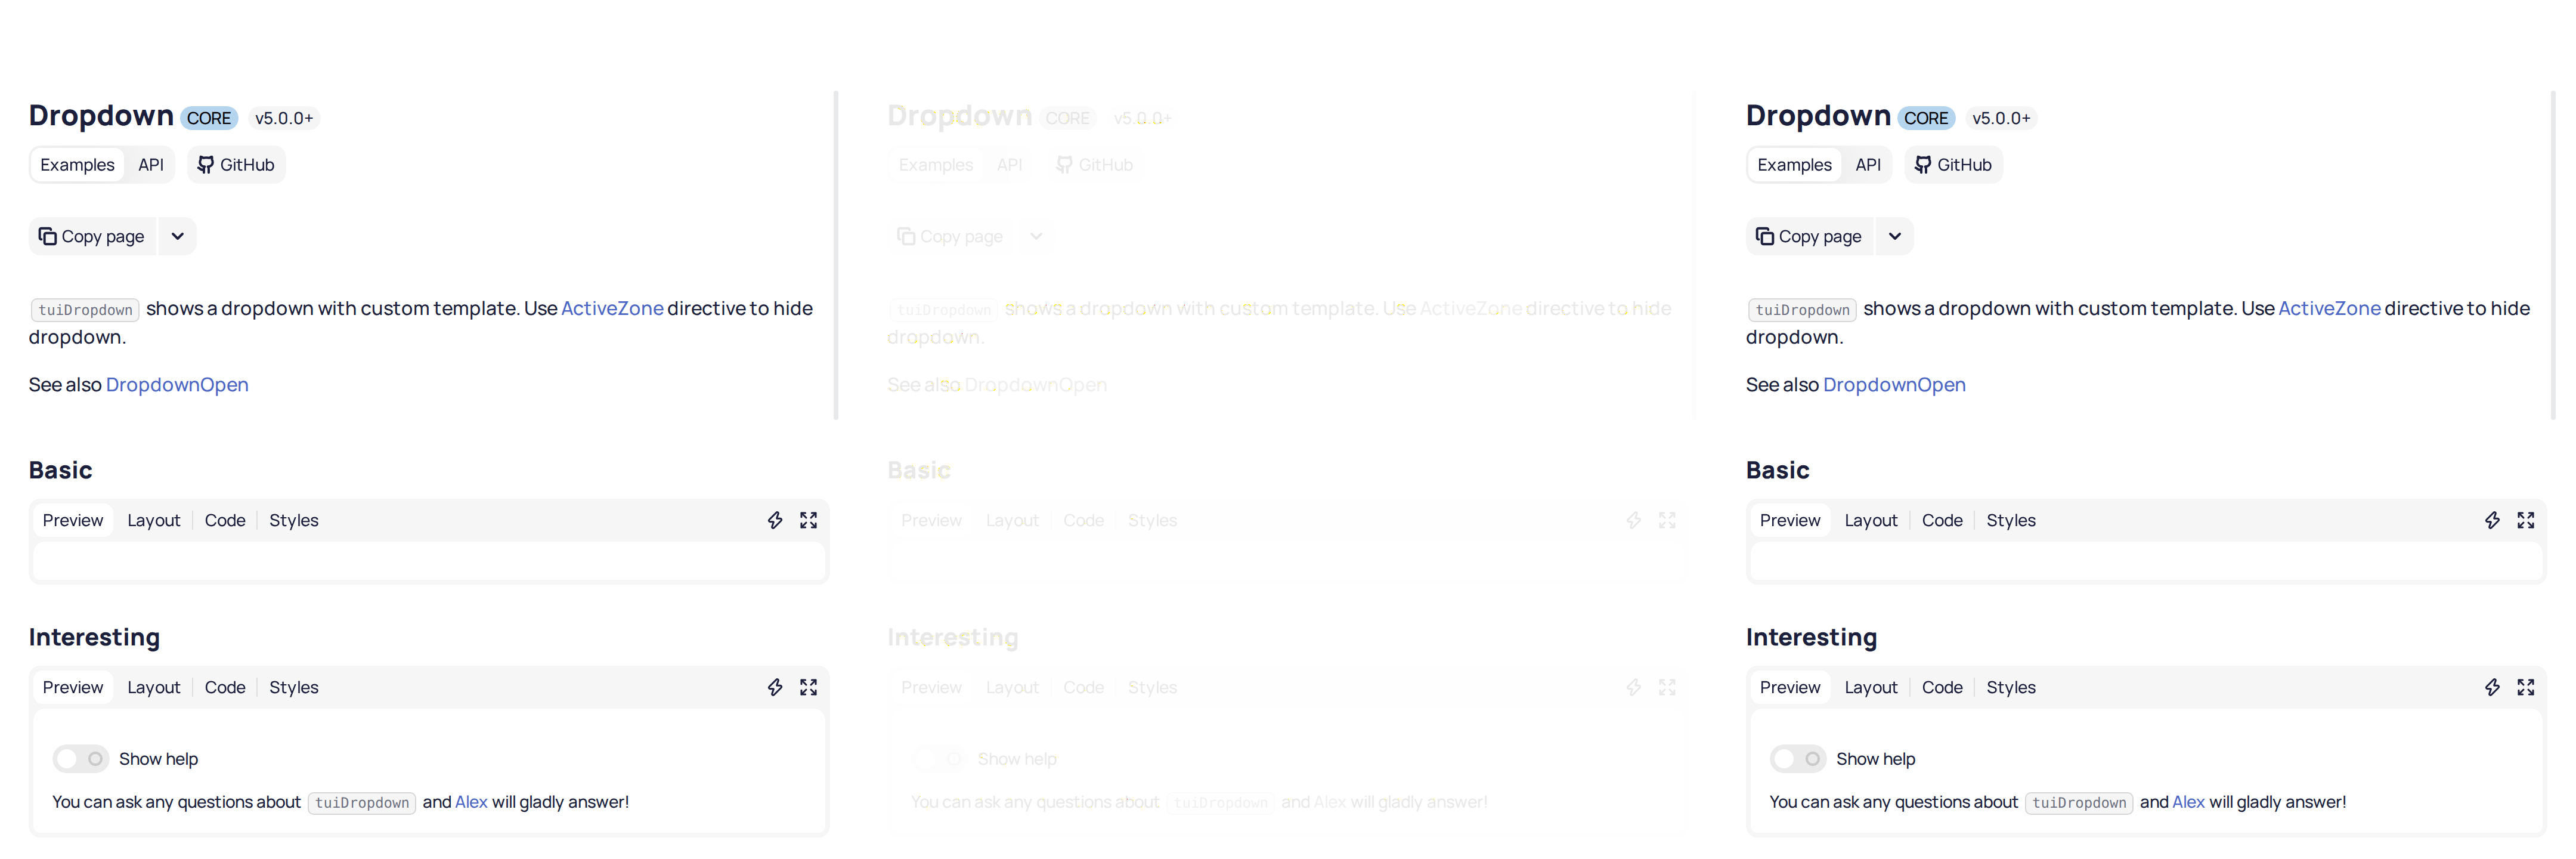 Dropdown CORE v5.0.0+
Examples API GitHub
Copy page
tuiDropdown shows a dropdown with custom template. Use ActiveZone directive to hide
dropdown.
See also DropdownOpen
Basic
Preview Layout Code Styles
Interesting
Preview Layout Code Styles
Show help
You can ask any questions about tuiDropdown and Alex will gladly answer!
Dropdown CORE v5.0.0+
Examples API GitHub
Copy page
tuiDropdown shows a dropdown with custom template. Use ActiveZone directive to hide
dropdown.
See also DropdownOpen
Basic
Preview Layout Code Styles
Interesting
Preview Layout Code Styles
Show help
You can ask any questions about tuiDropdown and Alex will gladly answer!
Dropdown CORE v5.0.0+
Examples API GitHub
Copy page
tuiDropdown shows a dropdown with custom template. Use ActiveZone directive to hide
dropdown.
See also DropdownOpen
Basic
Preview Layout Code Styles
Interesting
Preview Layout Code Styles
Show help
You can ask any questions about tuiDropdown and Alex will gladly answer!